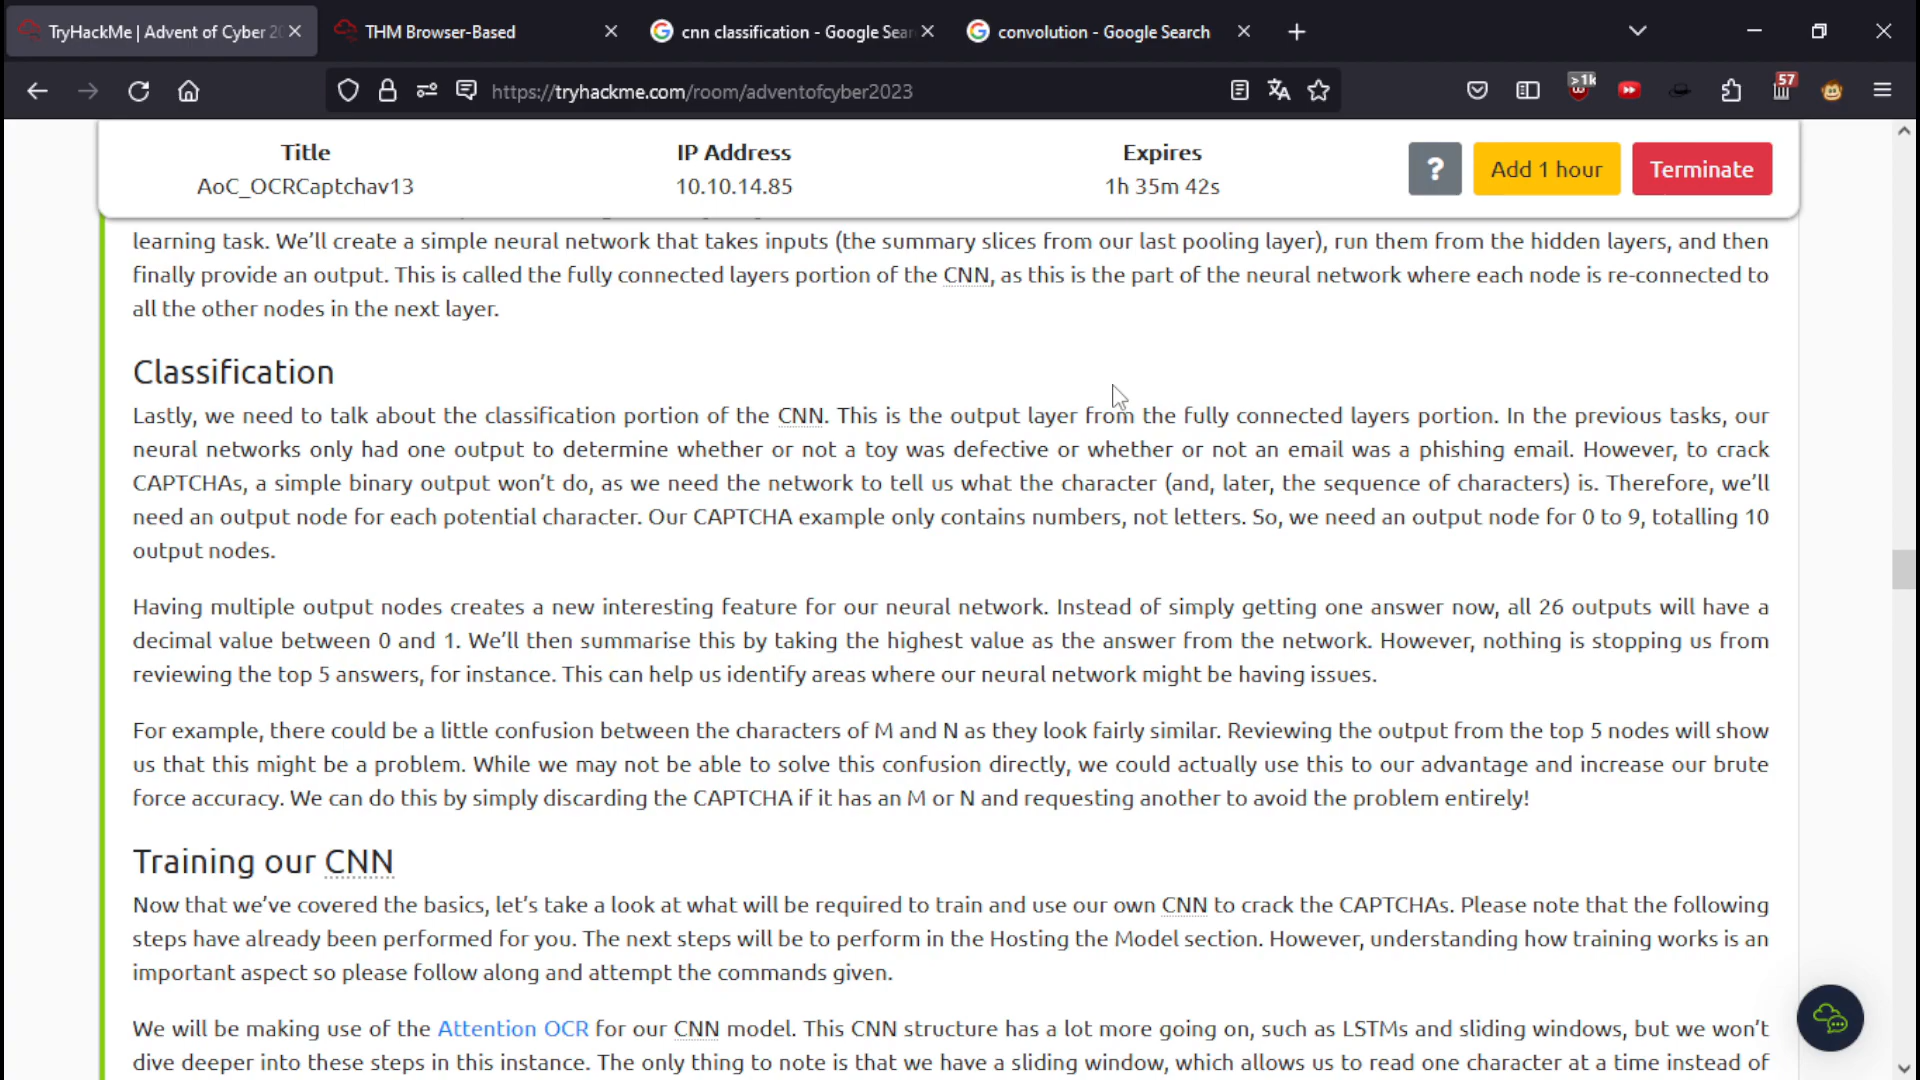 TryHackMe | Advent of Cyber 2
THM Browser-Based
cnn classification - Google Sear
convolution - Google Search
https://tryhackme.com/room/adventofcyber2023
>1k
57
Title
IP Address
Expires
AoC_OCRCaptchav13
10.10.14.85
1h 35m 42s
?
Add 1 hour
Terminate
learning task. We'll create a simple neural network that takes inputs (the summary slices from our last pooling layer), run them from the hidden layers, and then
finally provide an output. This is called the fully connected layers portion of the CNN, as this is the part of the neural network where each node is re-connected to
all the other nodes in the next layer.
Classification
Lastly, we need to talk about the classification portion of the CNN. This is the output layer from the fully connected layers portion. In the previous tasks, our
neural networks only had one output to determine whether or not a toy was defective or whether or not an email was a phishing email. However, to crack
CAPTCHAs, a simple binary output won't do, as we need the network to tell us what the character (and, later, the sequence of characters) is. Therefore, we'll
need an output node for each potential character. Our CAPTCHA example only contains numbers, not letters. So, we need an output node for 0 to 9, totalling 10
output nodes.
Having multiple output nodes creates a new interesting feature for our neural network. Instead of simply getting one answer now, all 26 outputs will have a
decimal value between 0 and 1. We'll then summarise this by taking the highest value as the answer from the network. However, nothing is stopping us from
reviewing the top 5 answers, for instance. This can help us identify areas where our neural network might be having issues.
For example, there could be a little confusion between the characters of M and N as they look fairly similar. Reviewing the output from the top 5 nodes will show
us that this might be a problem. While we may not be able to solve this confusion directly, we could actually use this to our advantage and increase our brute
force accuracy. We can do this by simply discarding the CAPTCHA if it has an M or N and requesting another to avoid the problem entirely!
Training our CNN
Now that we've covered the basics, let's take a look at what will be required to train and use our own CNN to crack the CAPTCHAs. Please note that the following
steps have already been performed for you. The next steps will be to perform in the Hosting the Model section. However, understanding how training works is an
important aspect so please follow along and attempt the commands given.
We will be making use of the Attention OCR for our CNN model. This CNN structure has a lot more going on, such as LSTMs and sliding windows, but we won't
dive deeper into these steps in this instance. The only thing to note is that we have a sliding window, which allows us to read one character at a time instead of